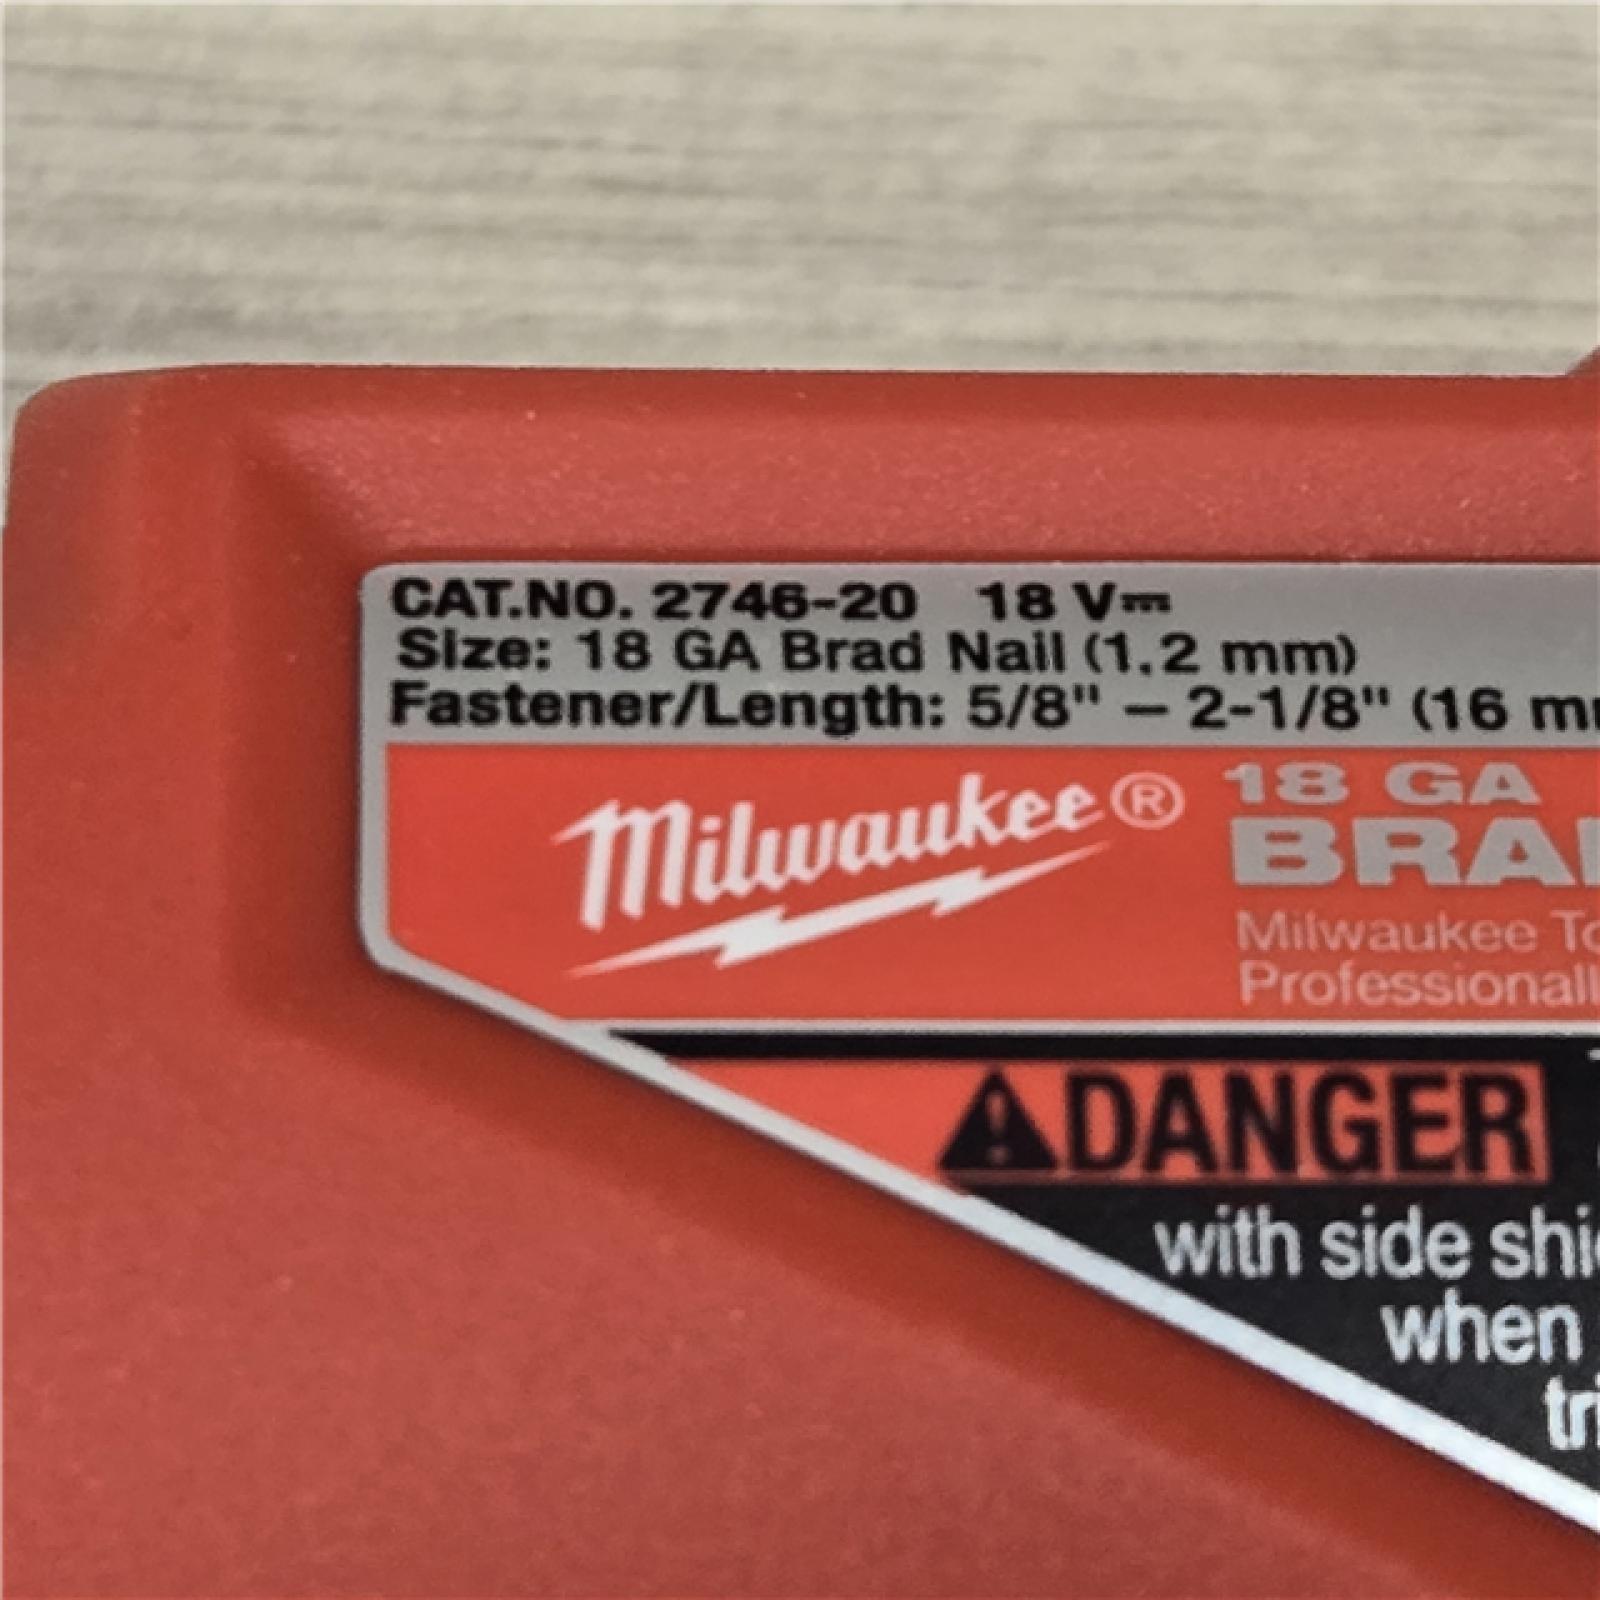 CAT.NO. 2746-20 18 V⎓
Size: 18 GA Brad Nail (1.2 mm)
Fastener/Length: 5/8" – 2-1/8" (16 m
Milwaukee®
18 GA
BRA
Milwaukee To
Professionall
DANGER
with side shi
when
tri